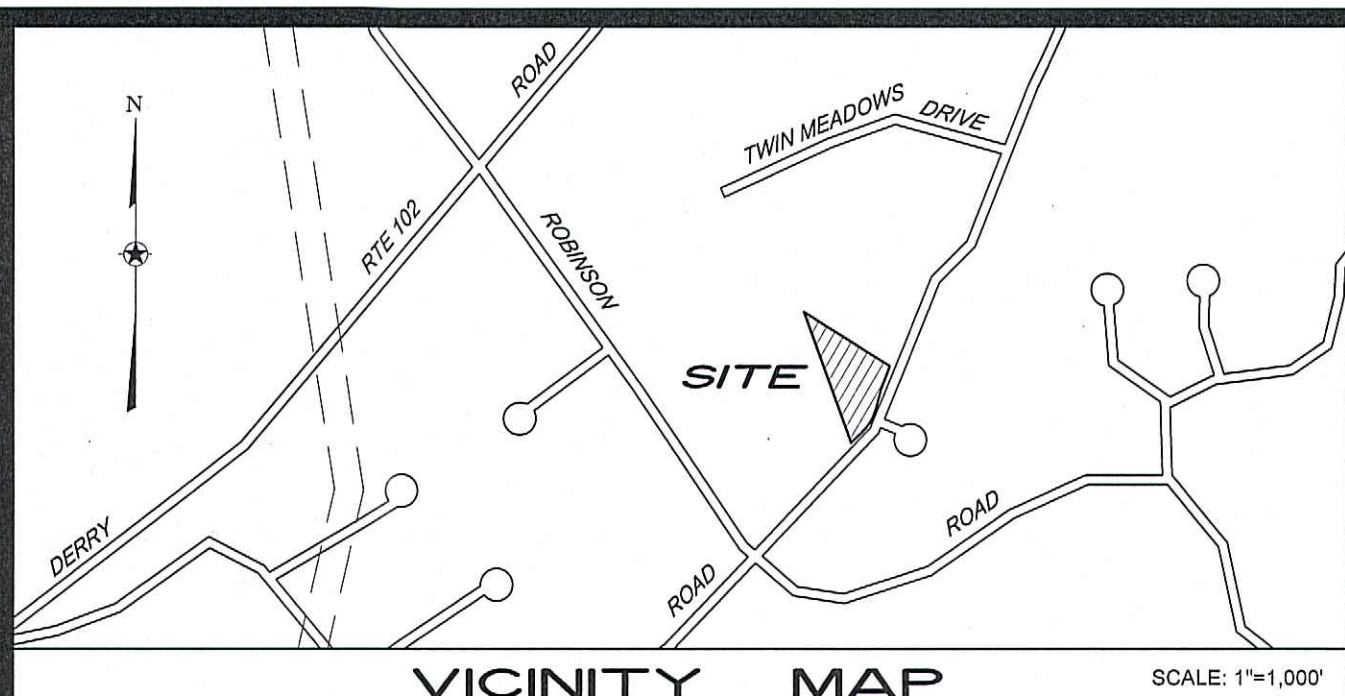 N
ROAD
TWIN MEADOWS DRIVE
RTE 102
ROBINSON
SITE
DERRY
ROAD
ROAD
VICINITY MAP
SCALE: 1"=1,000'